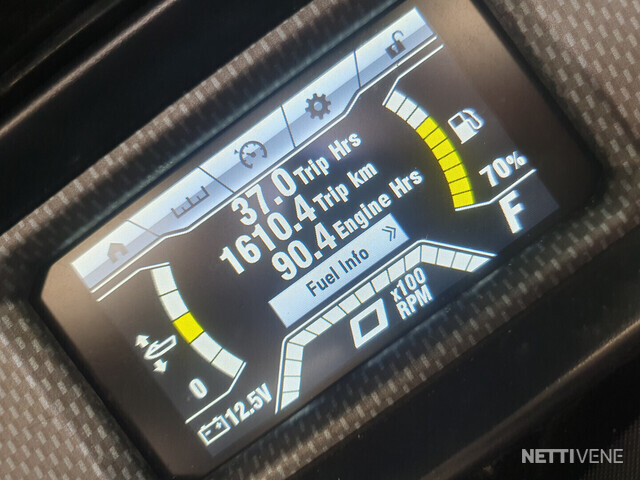 37.0 Trip Hrs
1610.4 Trip km
90.4 Engine Hrs
Fuel Info
70%
F
0
x100
RPM
0
12.5V
NETTIVENE